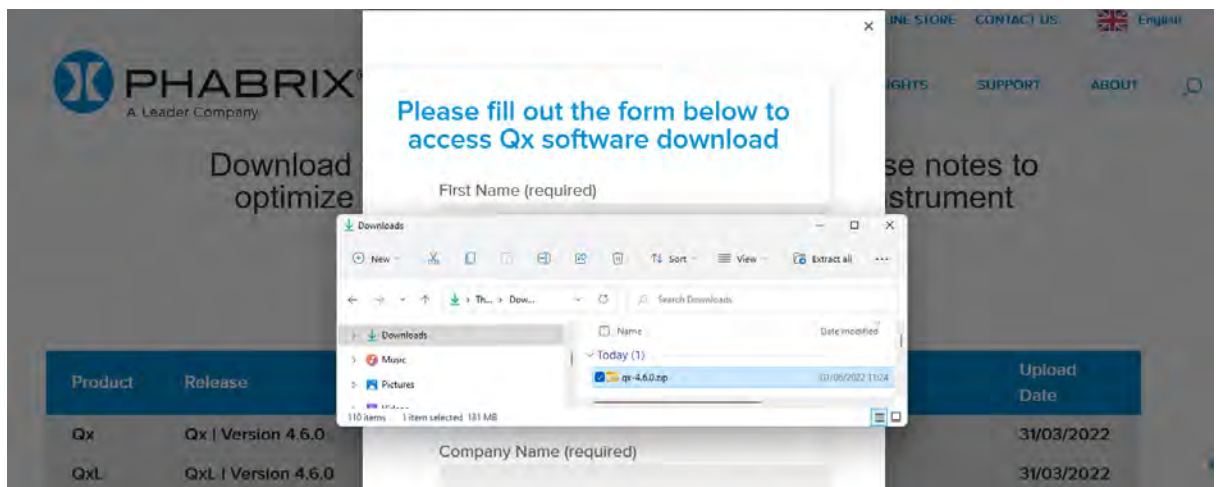 ×
INE STORE CONTACT US English
PHABRIX®
A Leader Company
IGHTS SUPPORT ABOUT
Please fill out the form below to
access Qx software download
Download
se notes to
optimize
strument
First Name (required)
Downloads
New Sort View Extract all ...
Th... > Dow... Search Downloads
Downloads
Name Date modified
Music
Today (1)
Pictures
qx-4.6.0.zip 01/06/2022 11:24
110 items 1 item selected 181 MB
Product Release Upload
Date
Qx Qx | Version 4.6.0 31/03/2022
Company Name (required)
QxL QxL | Version 4.6.0 31/03/2022